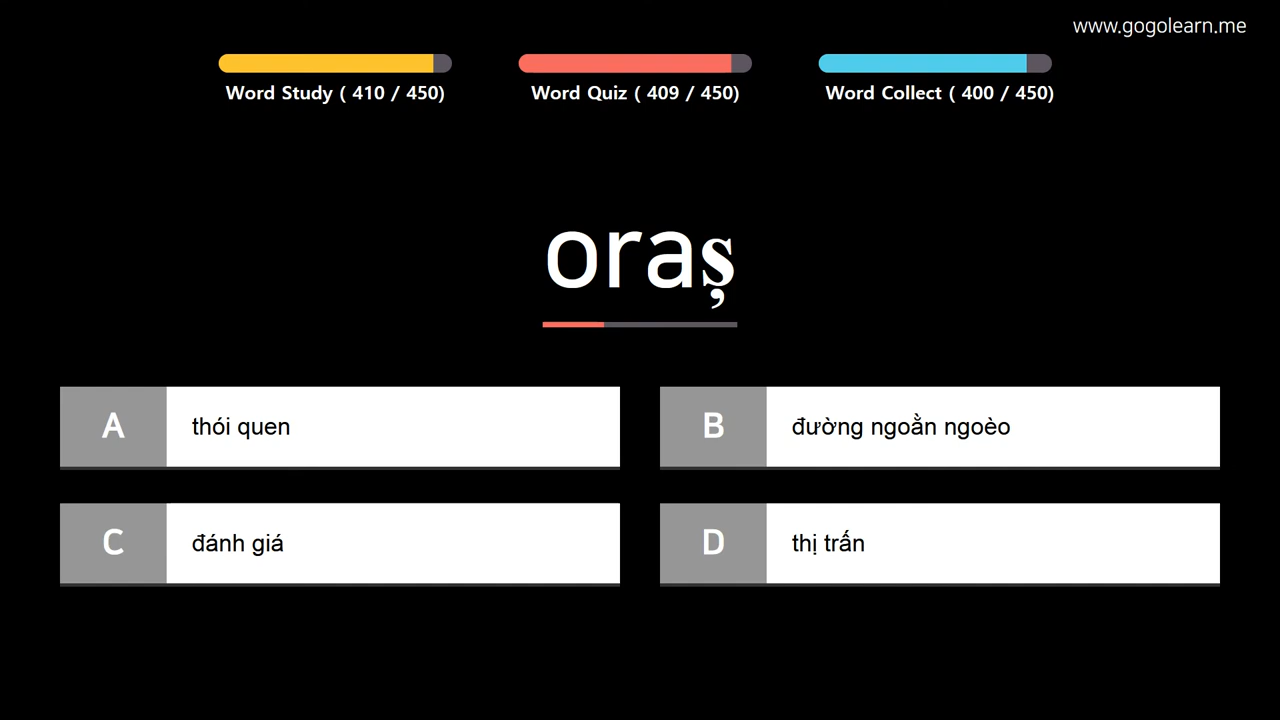 www.gogolearn.me
Word Study ( 410 / 450)
Word Quiz ( 409 / 450)
Word Collect ( 400 / 450)
oraș
A thói quen
B đường ngoằn ngoèo
C đánh giá
D thị trấn